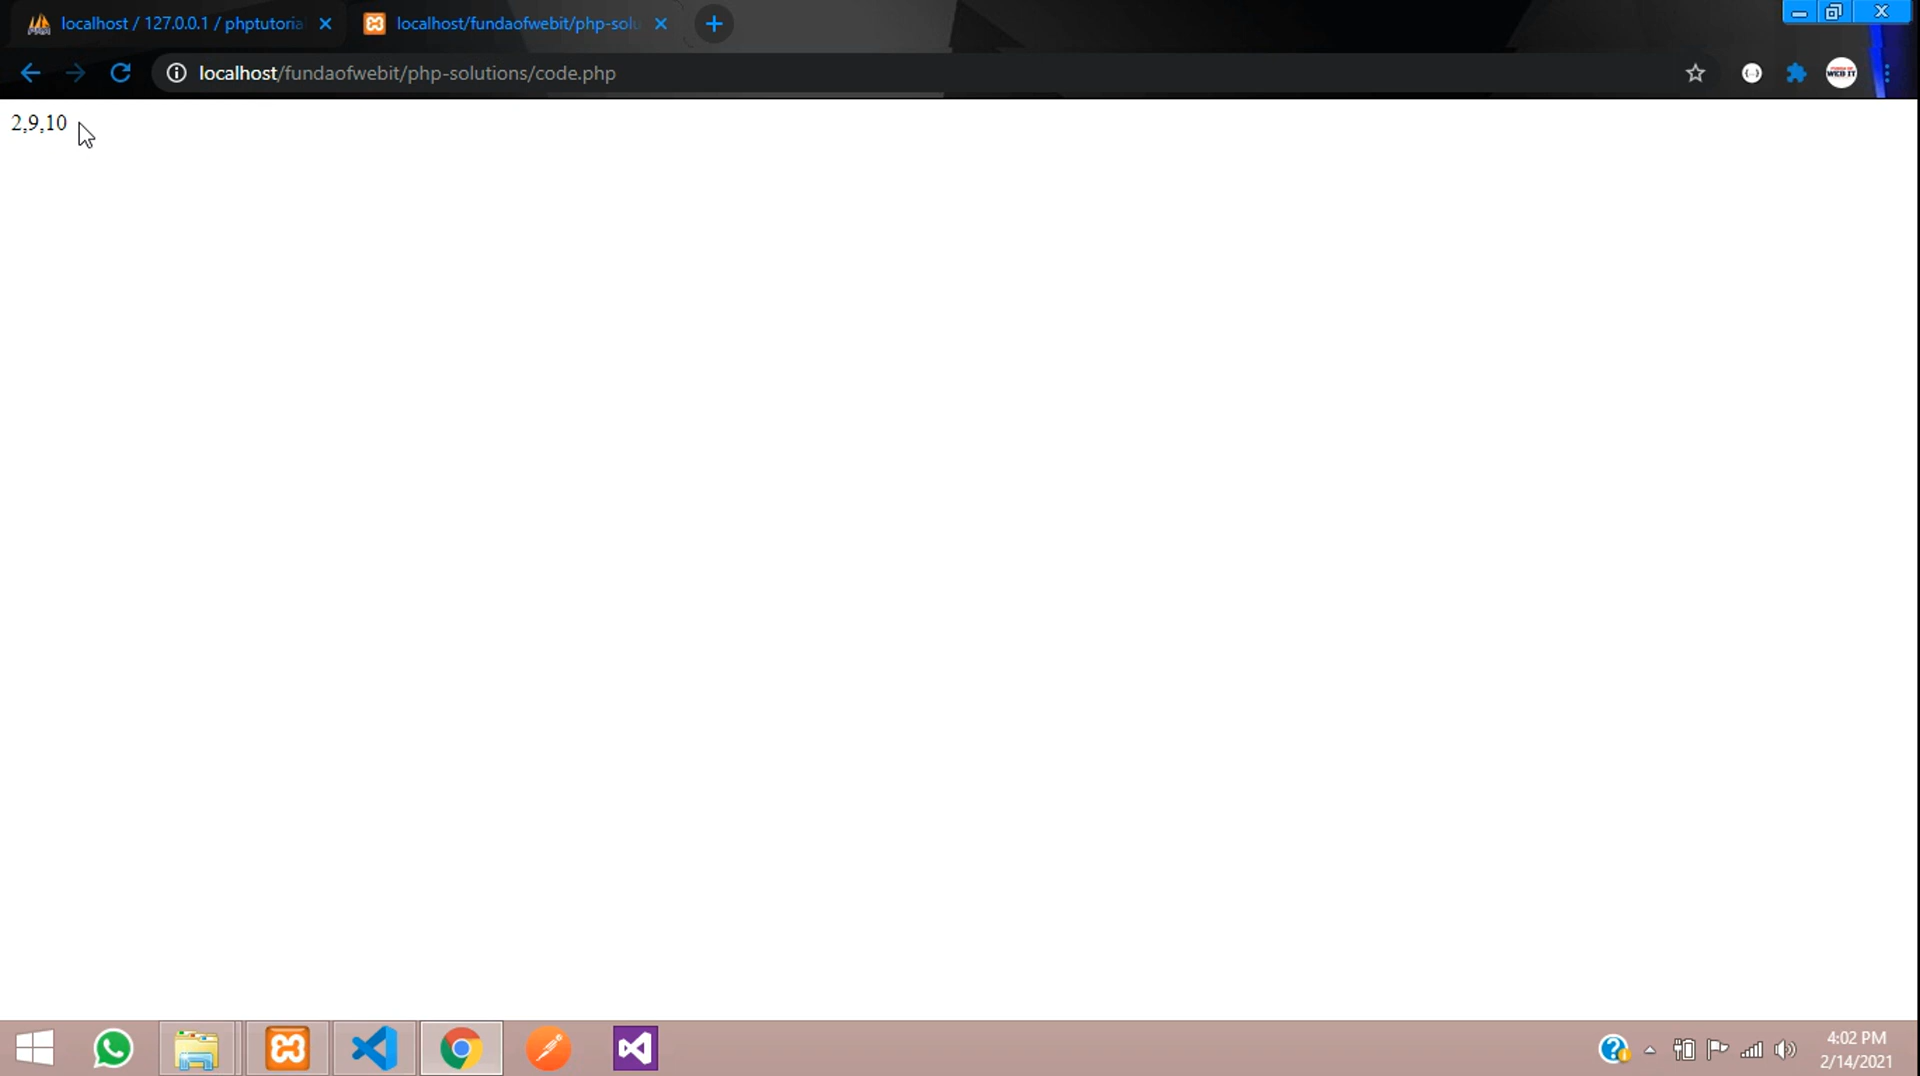 localhost / 127.0.0.1 / phptutoria
localhost/fundaofwebit/php-solu
localhost/fundaofwebit/php-solutions/code.php
2,9,10
4:02 PM
2/14/2021